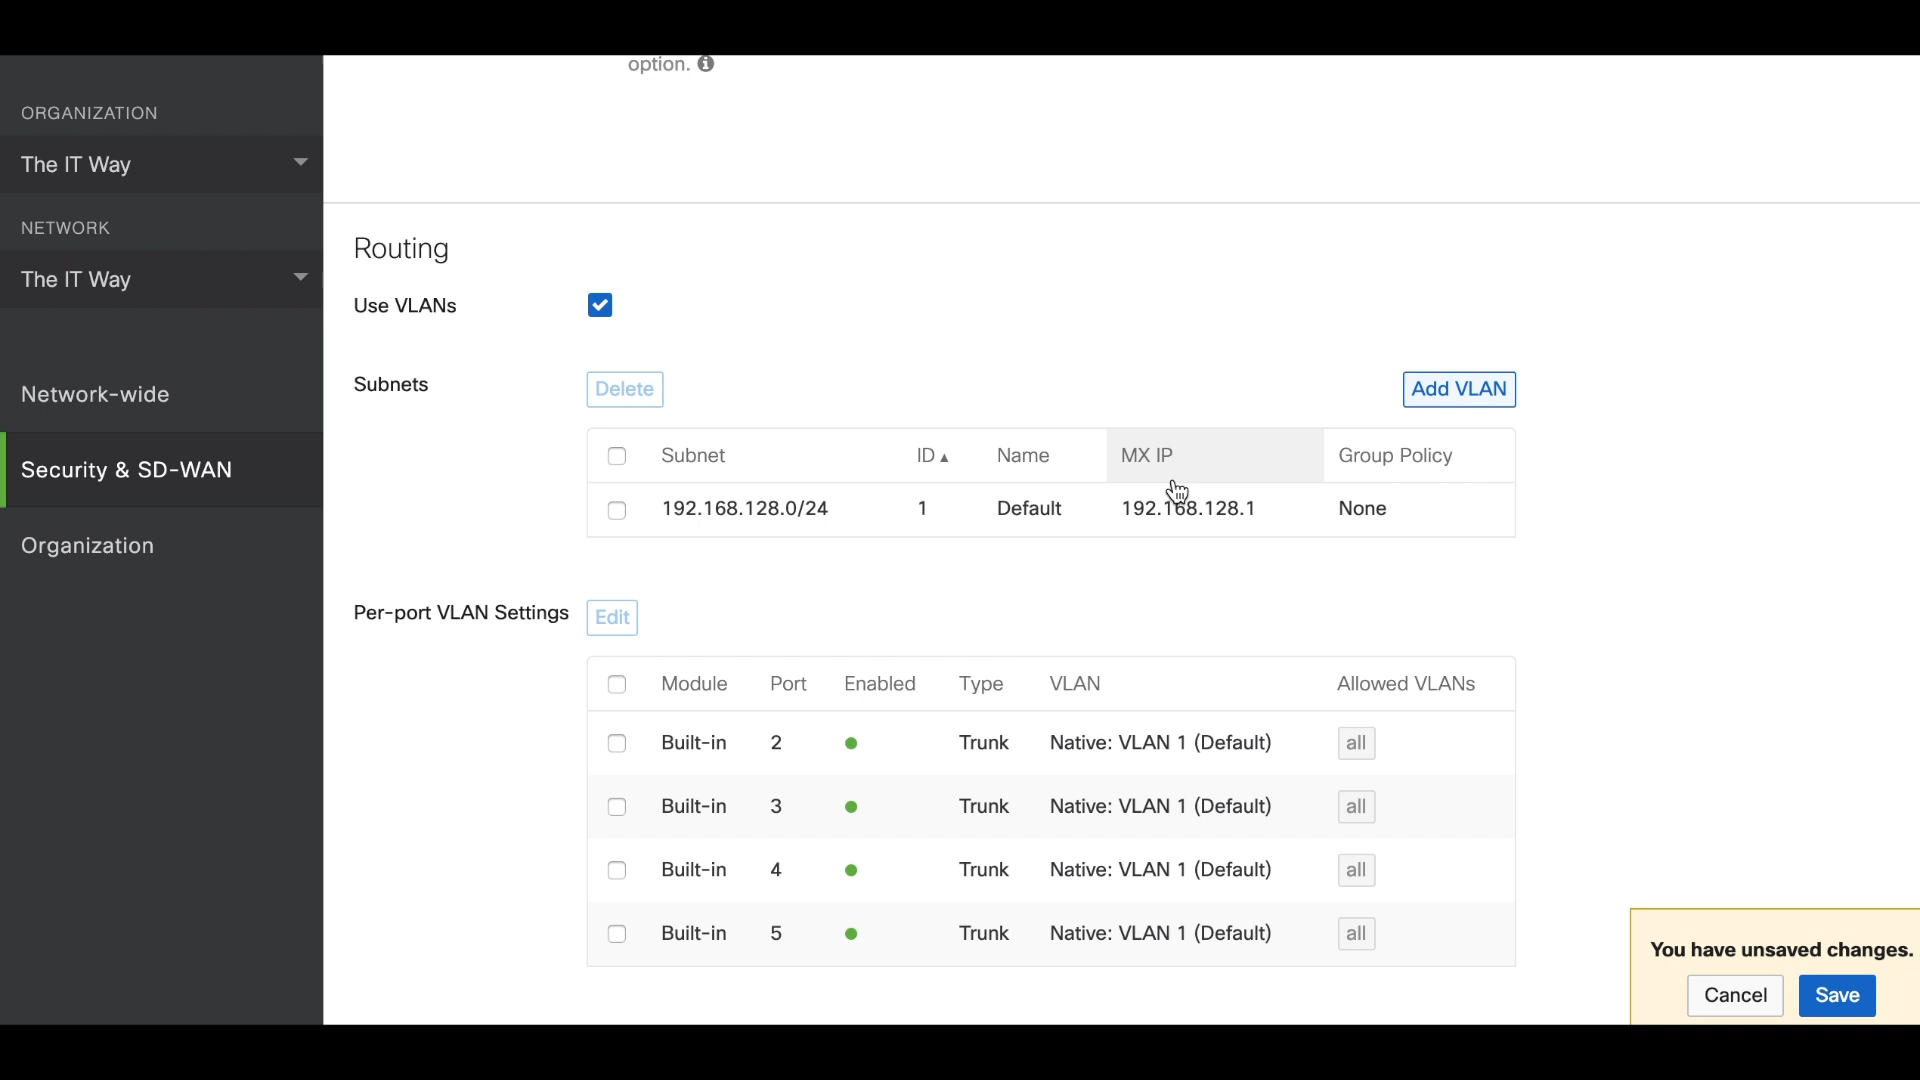 option.
ORGANIZATION
The IT Way
NETWORK
The IT Way
Network-wide
Security & SD-WAN
Organization
Routing
Use VLANs
Subnets
Delete
Add VLAN
Subnet ID Name MX IP Group Policy
192.168.128.0/24 1 Default 192.168.128.1 None
Per-port VLAN Settings
Edit
Module Port Enabled Type VLAN Allowed VLANs
Built-in 2 Trunk Native: VLAN 1 (Default) all
Built-in 3 Trunk Native: VLAN 1 (Default) all
Built-in 4 Trunk Native: VLAN 1 (Default) all
Built-in 5 Trunk Native: VLAN 1 (Default) all
You have unsaved changes.
Cancel Save